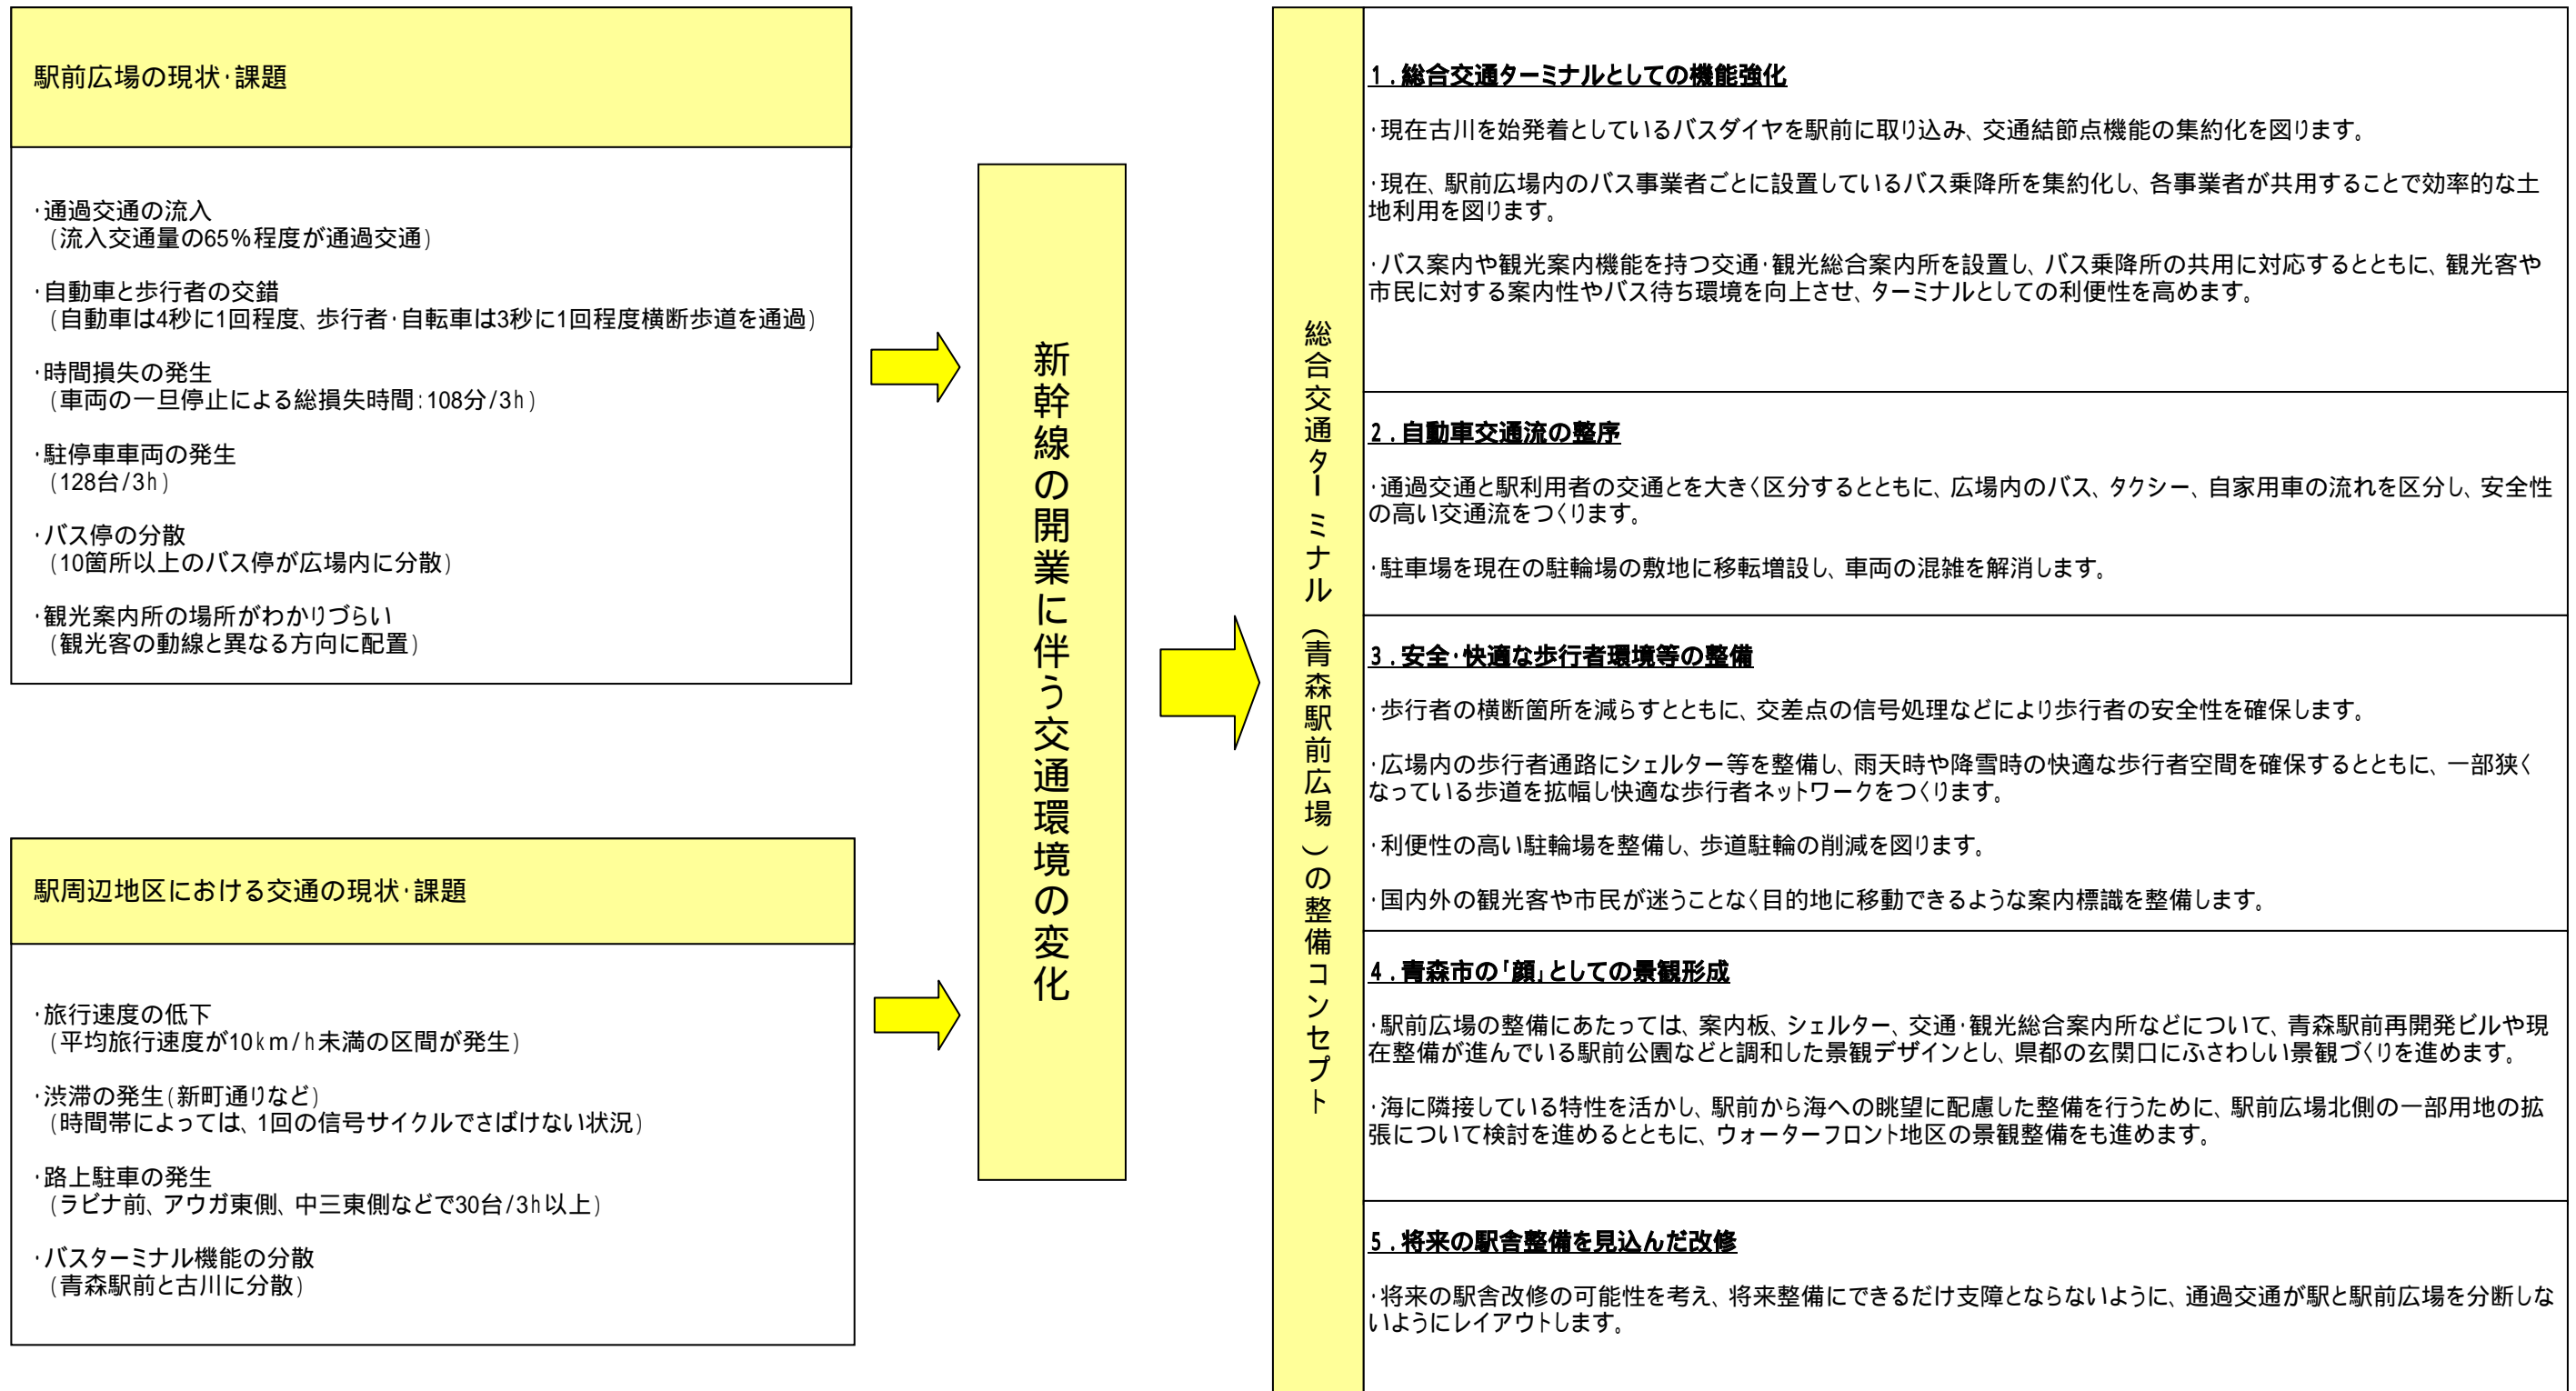 駅前広場の現状・課題
・通過交通の流入
(流入交通量の65%程度が通過交通)
・自動車と歩行者の交錯
(自動車は4秒に1回程度、歩行者・自転車は3秒に1回程度横断歩道を通過)
・時間損失の発生
(車両の一旦停止による総損失時間:108分/3h)
・駐停車車両の発生
(128台/3h)
・バス停の分散
(10箇所以上のバス停が広場内に分散)
・観光案内所の場所がわかりづらい
(観光客の動線と異なる方向に配置)
駅周辺地区における交通の現状・課題
・旅行速度の低下
(平均旅行速度が10km/h未満の区間が発生)
・渋滞の発生(新町通りなど)
(時間帯によっては、1回の信号サイクルでさばけない状況)
・路上駐車の発生
(ラビナ前、アウガ東側、中三東側などで30台/3h以上)
・バスターミナル機能の分散
(青森駅前と古川に分散)
新幹線の開業に伴う交通環境の変化
総合交通ターミナル(青森駅前広場)の整備コンセプト
1.総合交通ターミナルとしての機能強化
・現在古川を始発着としているバスダイヤを駅前に取り込み、交通結節点機能の集約化を図ります。
・現在、駅前広場内のバス事業者ごとに設置しているバス乗降所を集約化し、各事業者が共用することで効率的な土
地利用を図ります。
・バス案内や観光案内機能を持つ交通・観光総合案内所を設置し、バス乗降所の共用に対応するとともに、観光客や
市民に対する案内性やバス待ち環境を向上させ、ターミナルとしての利便性を高めます。
2.自動車交通流の整序
・通過交通と駅利用者の交通とを大きく区分するとともに、広場内のバス、タクシー、自家用車の流れを区分し、安全性
の高い交通流をつくります。
・駐車場を現在の駐輪場の敷地に移転増設し、車両の混雑を解消します。
3.安全・快適な歩行者環境等の整備
・歩行者の横断箇所を減らすとともに、交差点の信号処理などにより歩行者の安全性を確保します。
・広場内の歩行者通路にシェルター等を整備し、雨天時や降雪時の快適な歩行者空間を確保するとともに、一部狭く
なっている歩道を拡幅し快適な歩行者ネットワークをつくります。
・利便性の高い駐輪場を整備し、歩道駐輪の削減を図ります。
・国内外の観光客や市民が迷うことなく目的地に移動できるような案内標識を整備します。
4.青森市の「顔」としての景観形成
・駅前広場の整備にあたっては、案内板、シェルター、交通・観光総合案内所などについて、青森駅前再開発ビルや現
在整備が進んでいる駅前公園などと調和した景観デザインとし、県都の玄関口にふさわしい景観づくりを進めます。
・海に隣接している特性を活かし、駅前から海への眺望に配慮した整備を行うために、駅前広場北側の一部用地の拡
張について検討を進めるとともに、ウォーターフロント地区の景観整備をも進めます。
5.将来の駅舎整備を見込んだ改修
・将来の駅舎改修の可能性を考え、将来整備にできるだけ支障とならないように、通過交通が駅と駅前広場を分断しな
いようにレイアウトします。